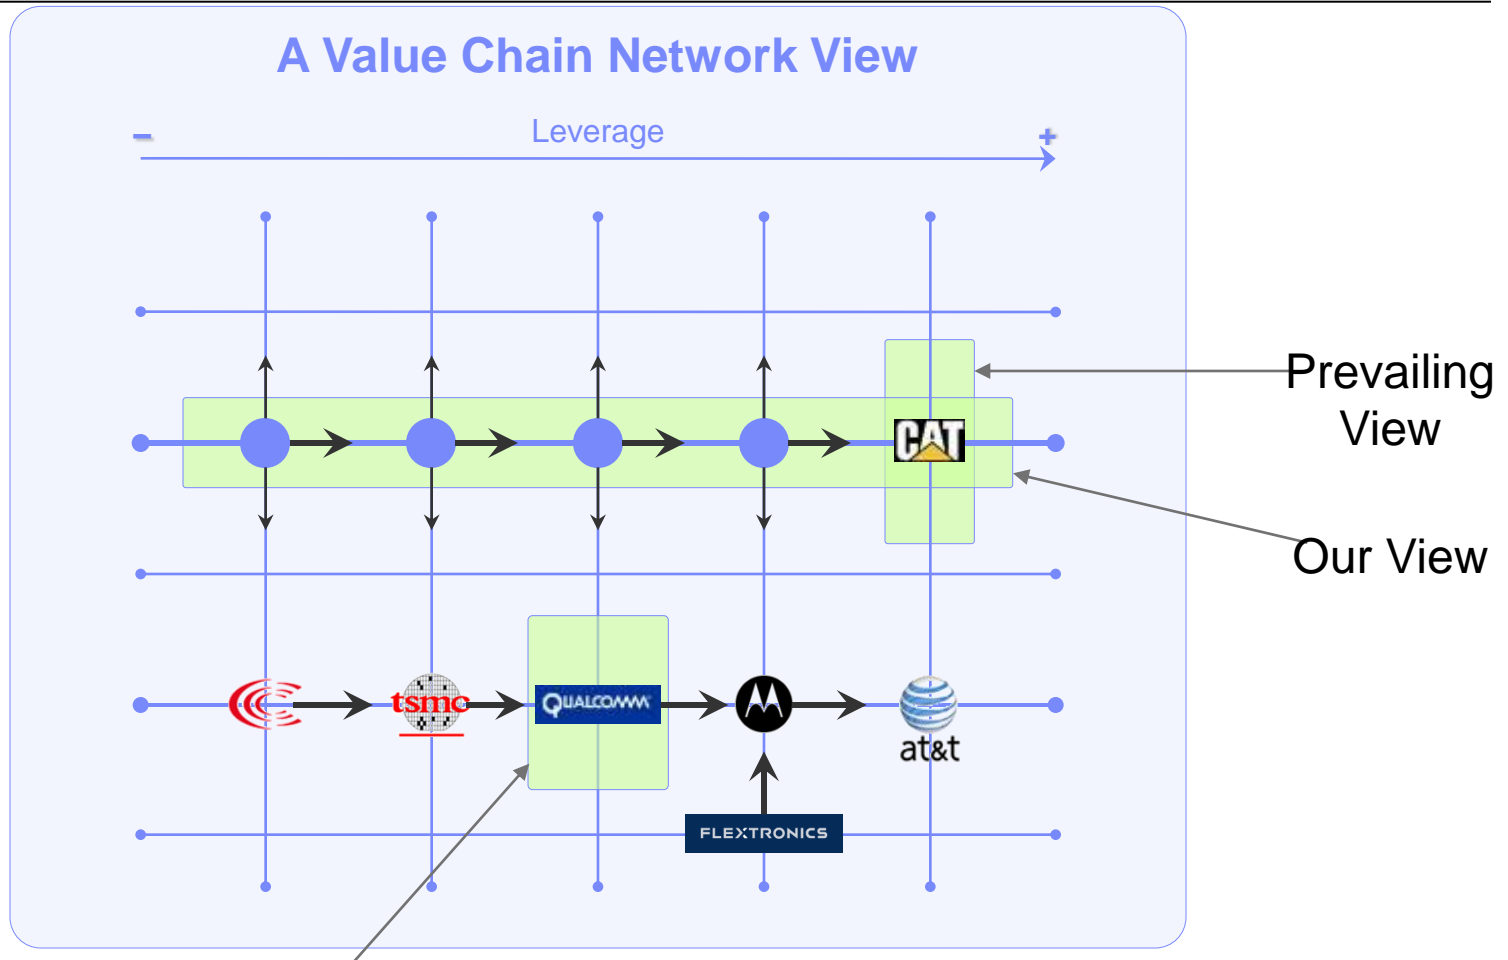 A Value Chain Network View
Leverage
− +
Prevailing
View
CAT
Our View
tsmc
QUALCOMM
at&t
FLEXTRONICS